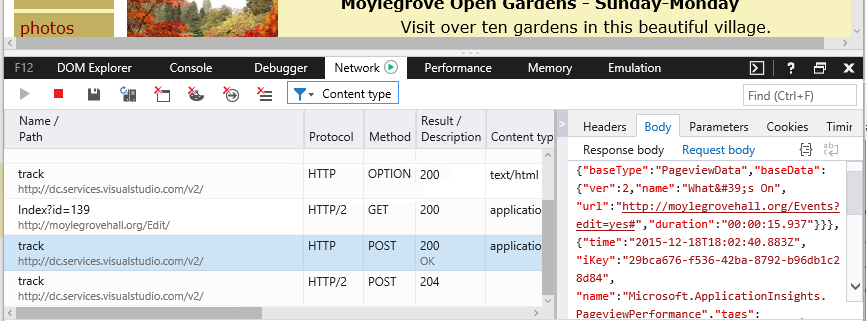 Moylegrove Open Gardens - Sunday-Monday
photos
Visit over ten gardens in this beautiful village.
F12 DOM Explorer Console Debugger Network Performance Memory Emulation ?
Content type
Find (Ctrl+F)
Name /
Path
Protocol
Method
Result /
Description
Content typ
track
http://dc.services.visualstudio.com/v2/
HTTP OPTION 200 text/html
Index?id=139
http://moylegrovehall.org/Edit/
HTTP/2 GET 200 applicatio
track
http://dc.services.visualstudio.com/v2/
HTTP POST 200
OK
applicatio
track
http://dc.services.visualstudio.com/v2/
HTTP/2 POST 204
Headers Body Parameters Cookies Timin
Response body Request body
{"baseType":"PageviewData","baseData":
{"ver":2,"name":"What&#39;s On",
"url":"http://moylegrovehall.org/Events?
edit=yes#","duration":"00:00:15.937"}}},
{"time":"2015-12-18T18:02:40.883Z",
"iKey":"29bca676-f536-42ba-8792-b96db1c2
8d84",
"name":"Microsoft.ApplicationInsights.
PageviewPerformance","tags":